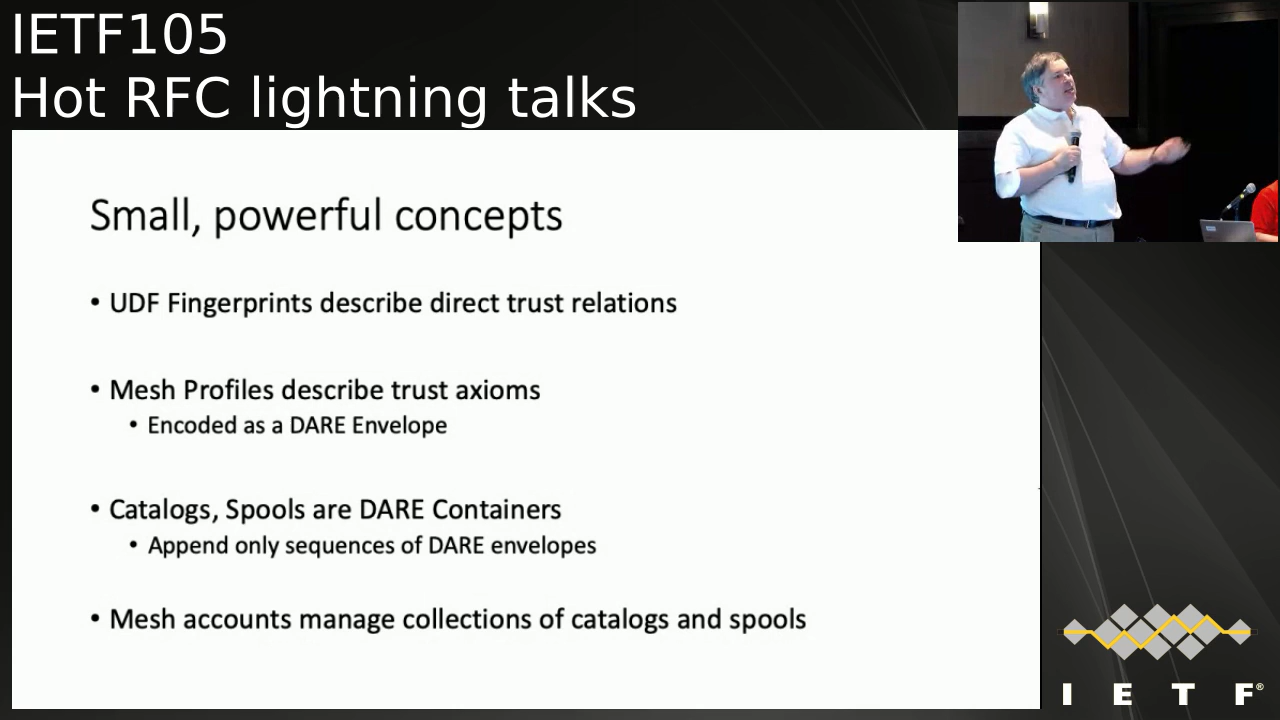 IETF105
Hot RFC lightning talks
Small, powerful concepts
• UDF Fingerprints describe direct trust relations
• Mesh Profiles describe trust axioms
• Encoded as a DARE Envelope
• Catalogs, Spools are DARE Containers
• Append only sequences of DARE envelopes
• Mesh accounts manage collections of catalogs and spools
I E T F®